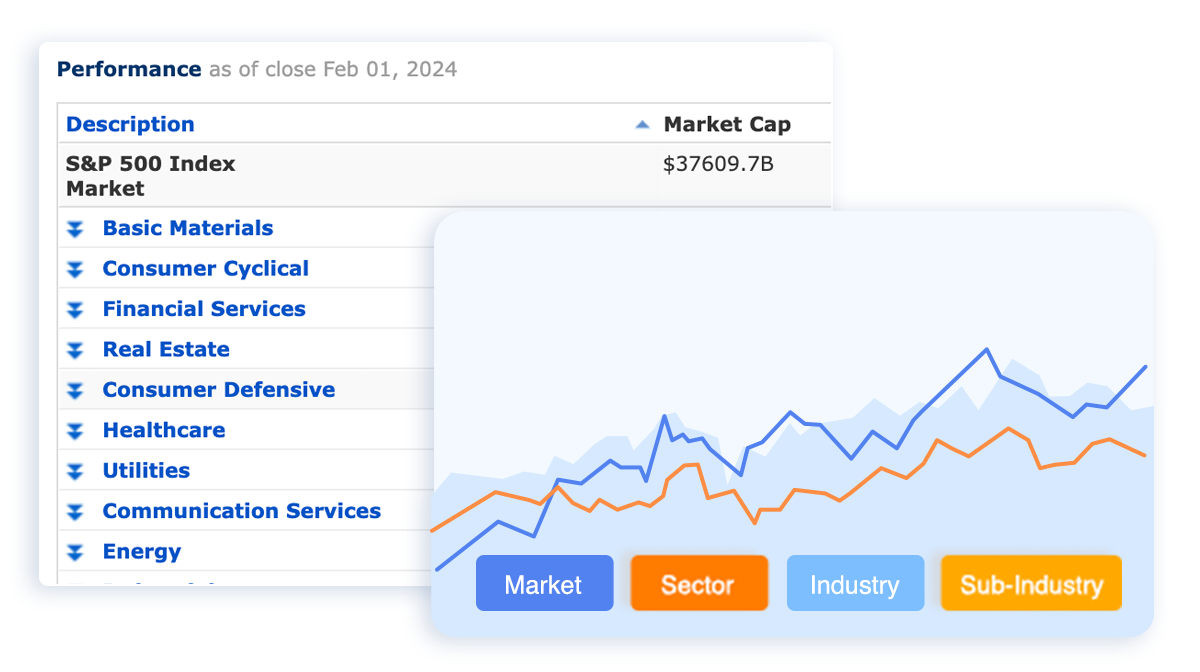 Performance as of close Feb 01, 2024
Description Market Cap
S&P 500 Index $37609.7B
Market
Basic Materials
Consumer Cyclical
Financial Services
Real Estate
Consumer Defensive
Healthcare
Utilities
Communication Services
Energy
Market Sector Industry Sub-Industry